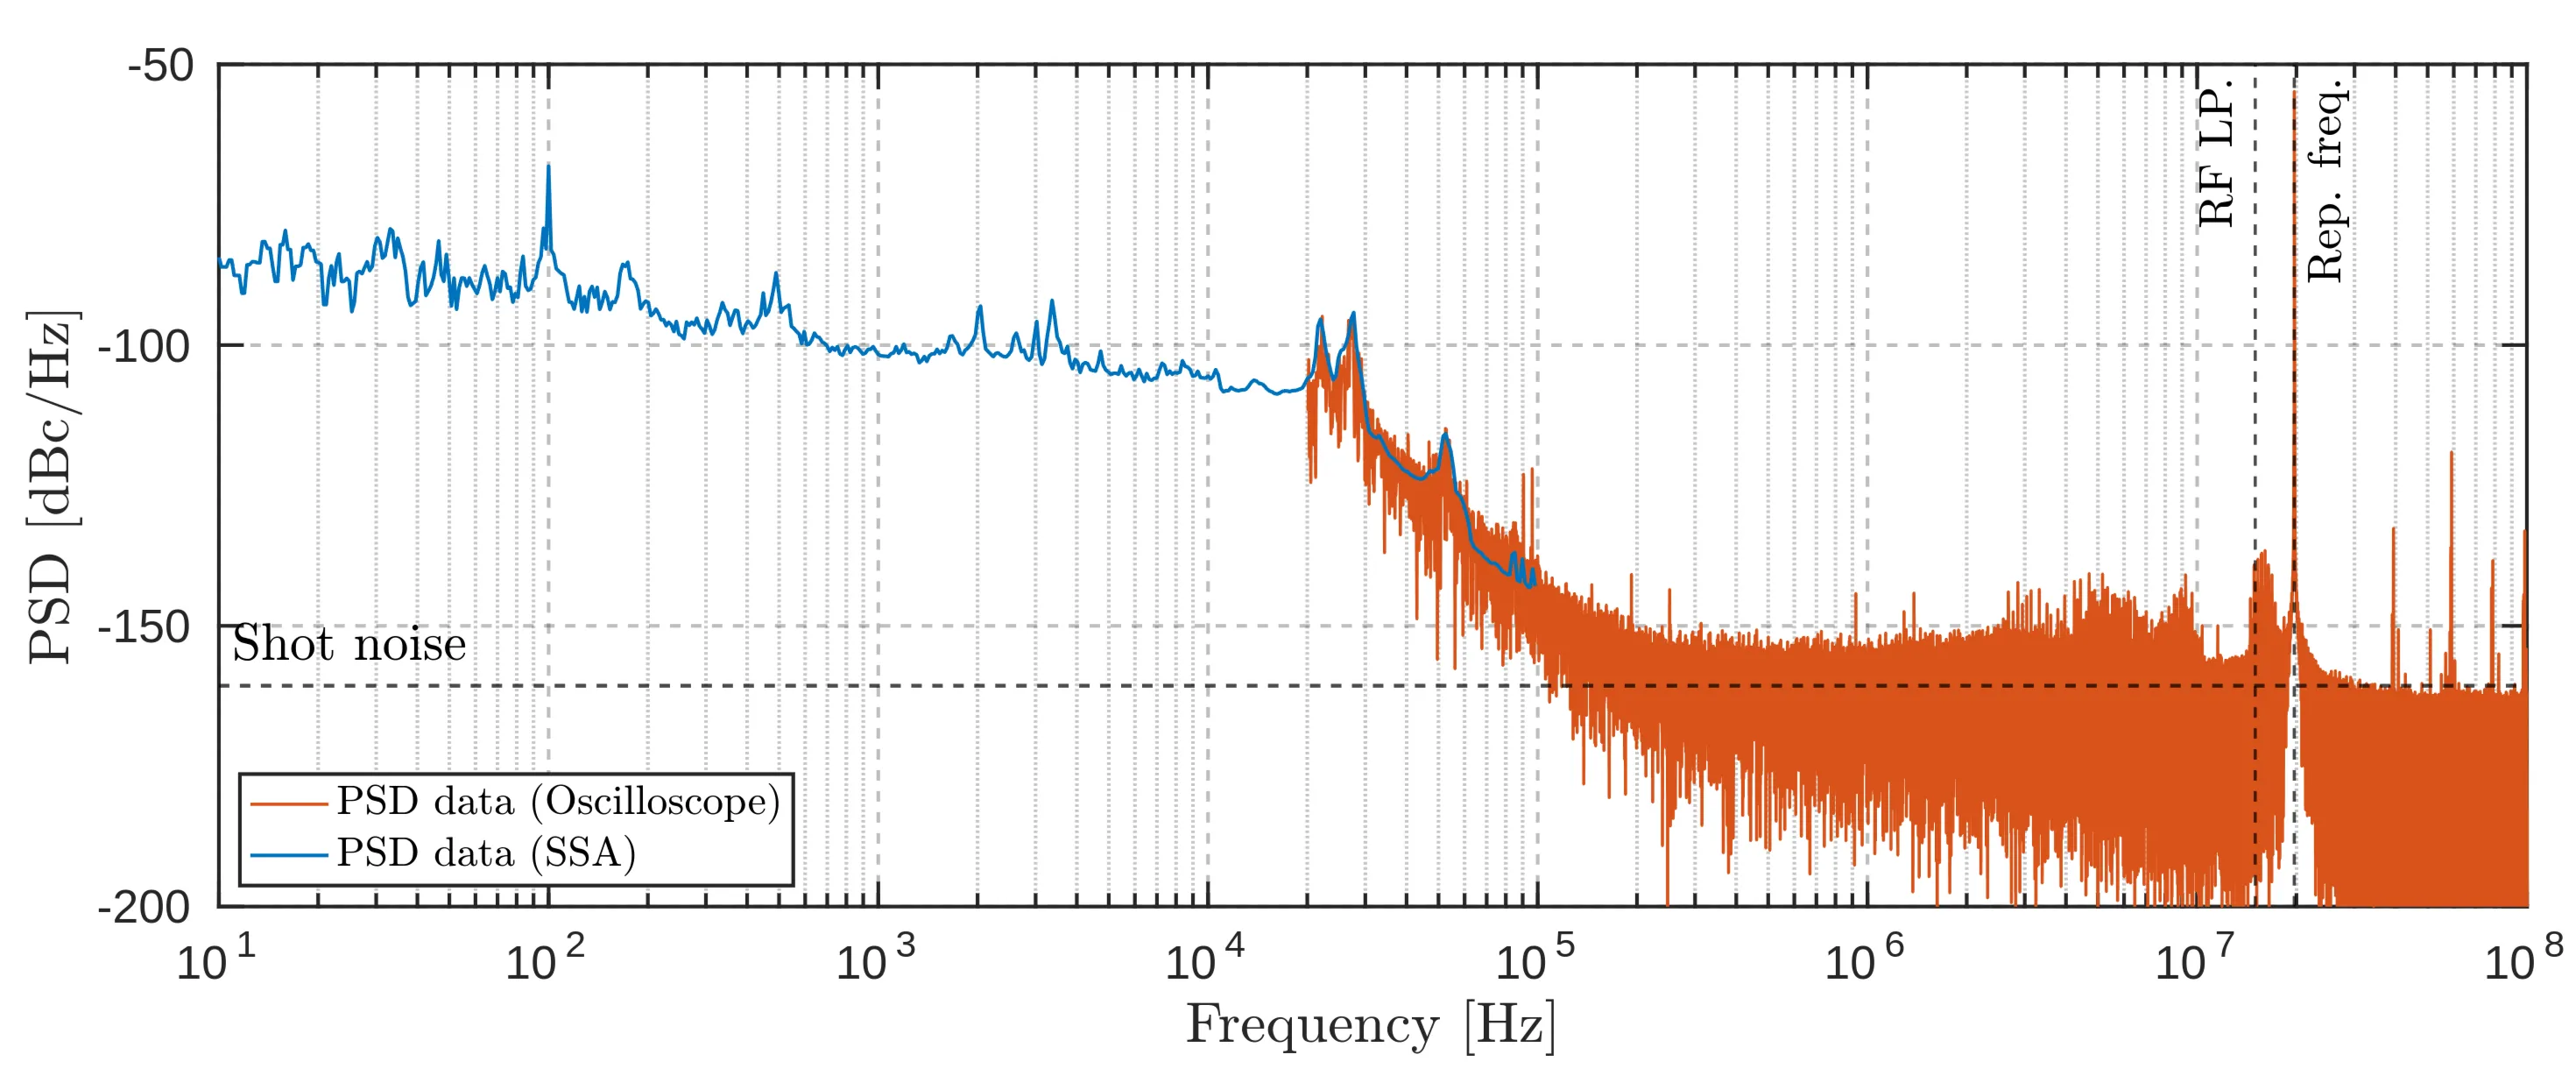 -50
-100
-150
-200
PSD [dBc/Hz]
RF LP.
Rep. freq.
Shot noise
PSD data (Oscilloscope)
PSD data (SSA)
10^1 10^2 10^3 10^4 10^5 10^6 10^7 10^8
Frequency [Hz]